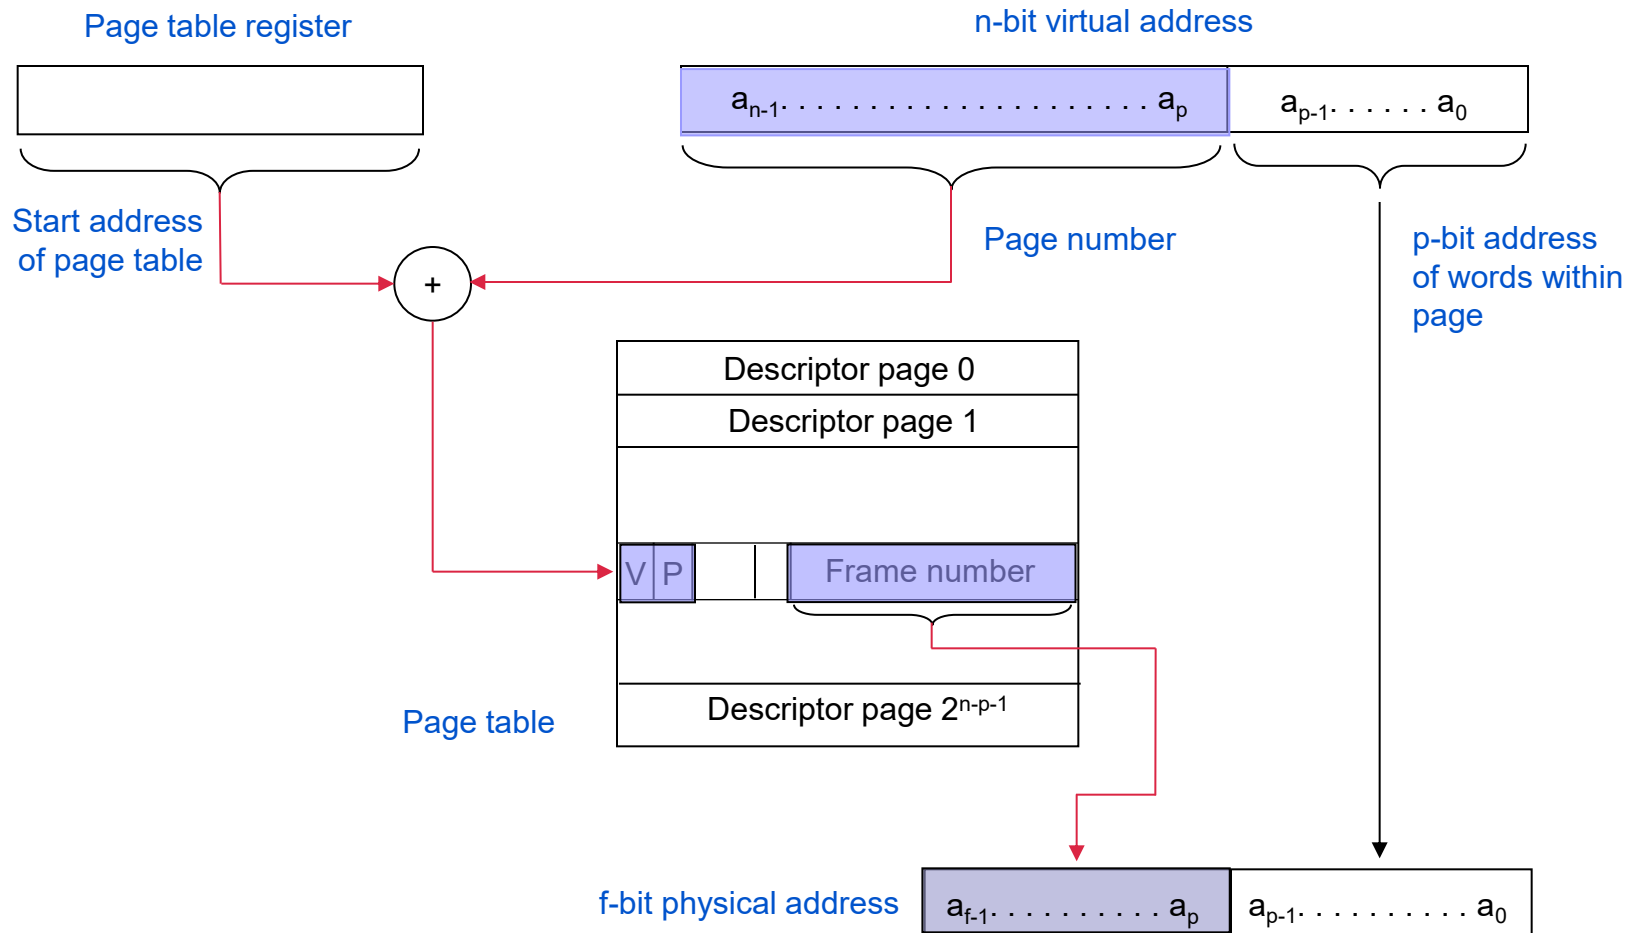 Page table register
n-bit virtual address
aₙ₋₁. . . . . . . . . . . . . . . . . . . . . aₚ
aₚ₋₁. . . . . . a₀
Start address
of page table
+
Page number
p-bit address
of words within
page
Descriptor page 0
Descriptor page 1
V P Frame number
Descriptor page 2ⁿ⁻ᵖ⁻¹
Page table
f-bit physical address
a_f-1. . . . . . . . . . aₚ
aₚ₋₁. . . . . . . . . . a₀